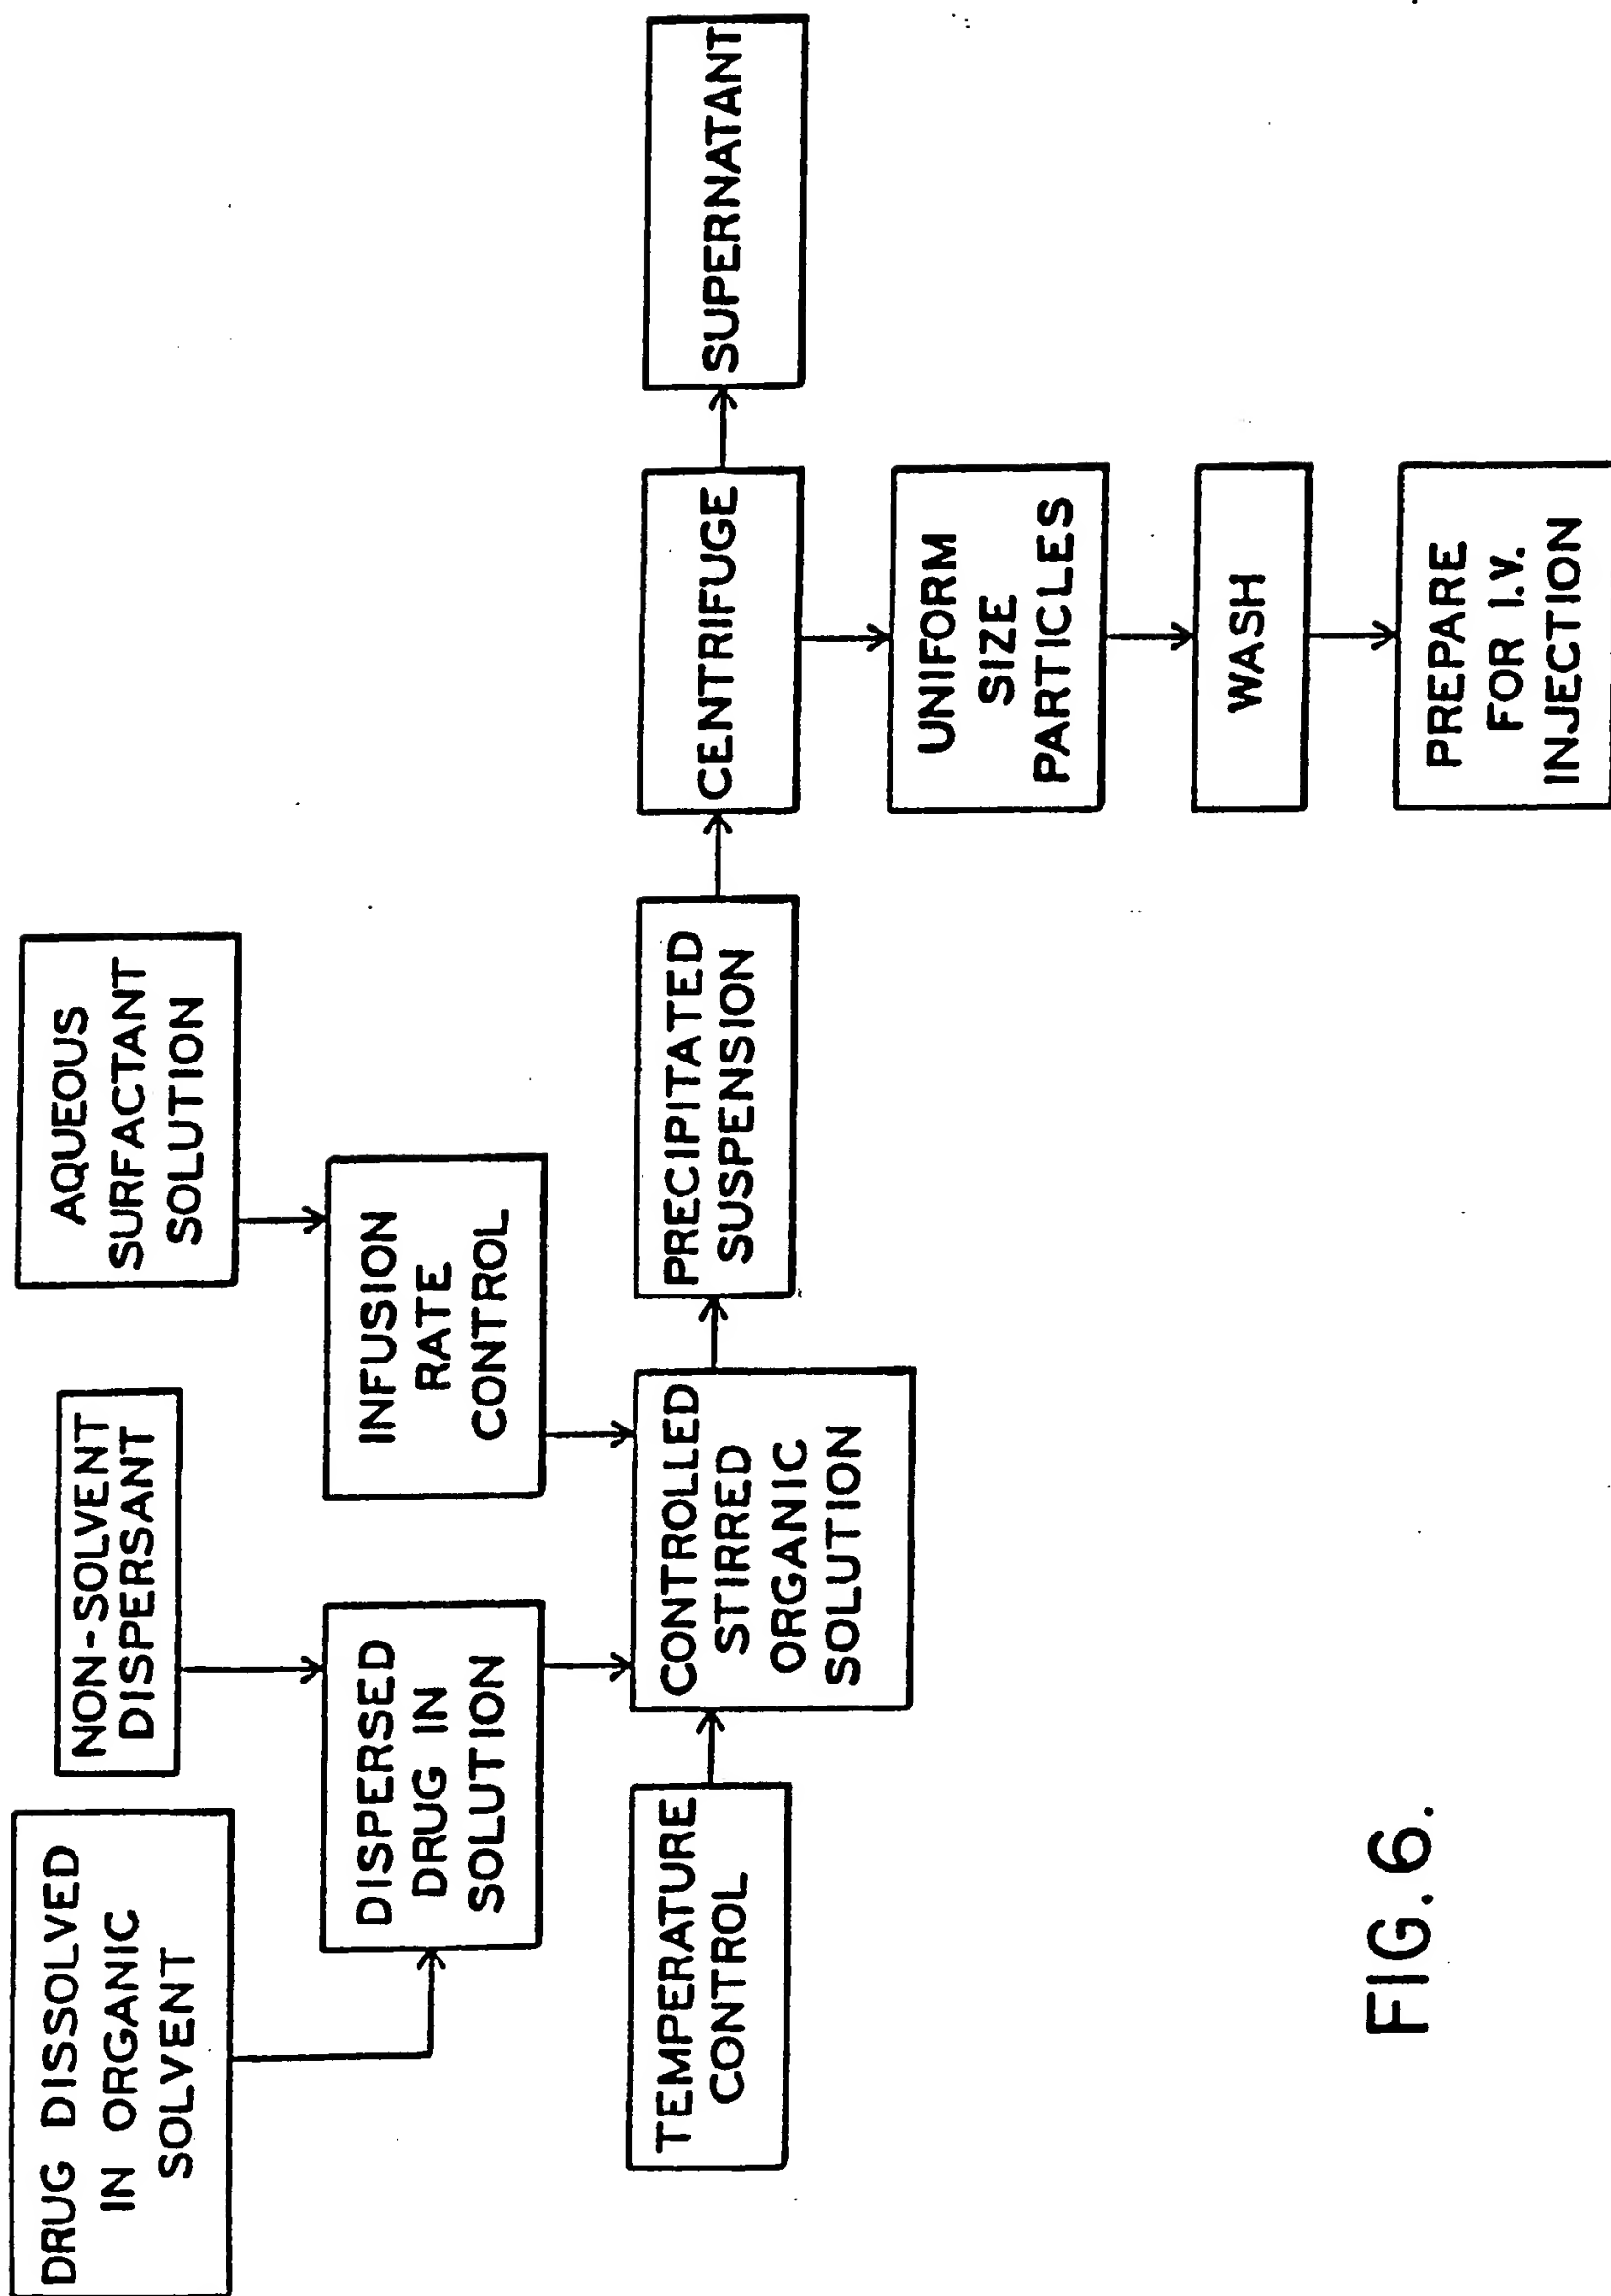 DRUG DISSOLVED
IN ORGANIC
SOLVENT
NON-SOLVENT
DISPERSANT
AQUEOUS
SURFACTANT
SOLUTION
DISPERSED
DRUG IN
SOLUTION
INFUSION
RATE
CONTROL
TEMPERATURE
CONTROL
CONTROLLED
STIRRED
ORGANIC
SOLUTION
PRECIPITATED
SUSPENSION
CENTRIFUGE
SUPERNATANT
UNIFORM
SIZE
PARTICLES
WASH
PREPARE
FOR I.V.
INJECTION
FIG. 6.